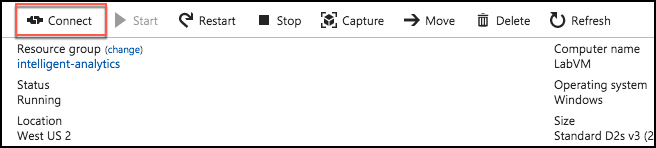 Connect Start Restart Stop Capture Move Delete Refresh
Resource group (change)
intelligent-analytics
Status
Running
Location
West US 2
Computer name
LabVM
Operating system
Windows
Size
Standard D2s v3 (2